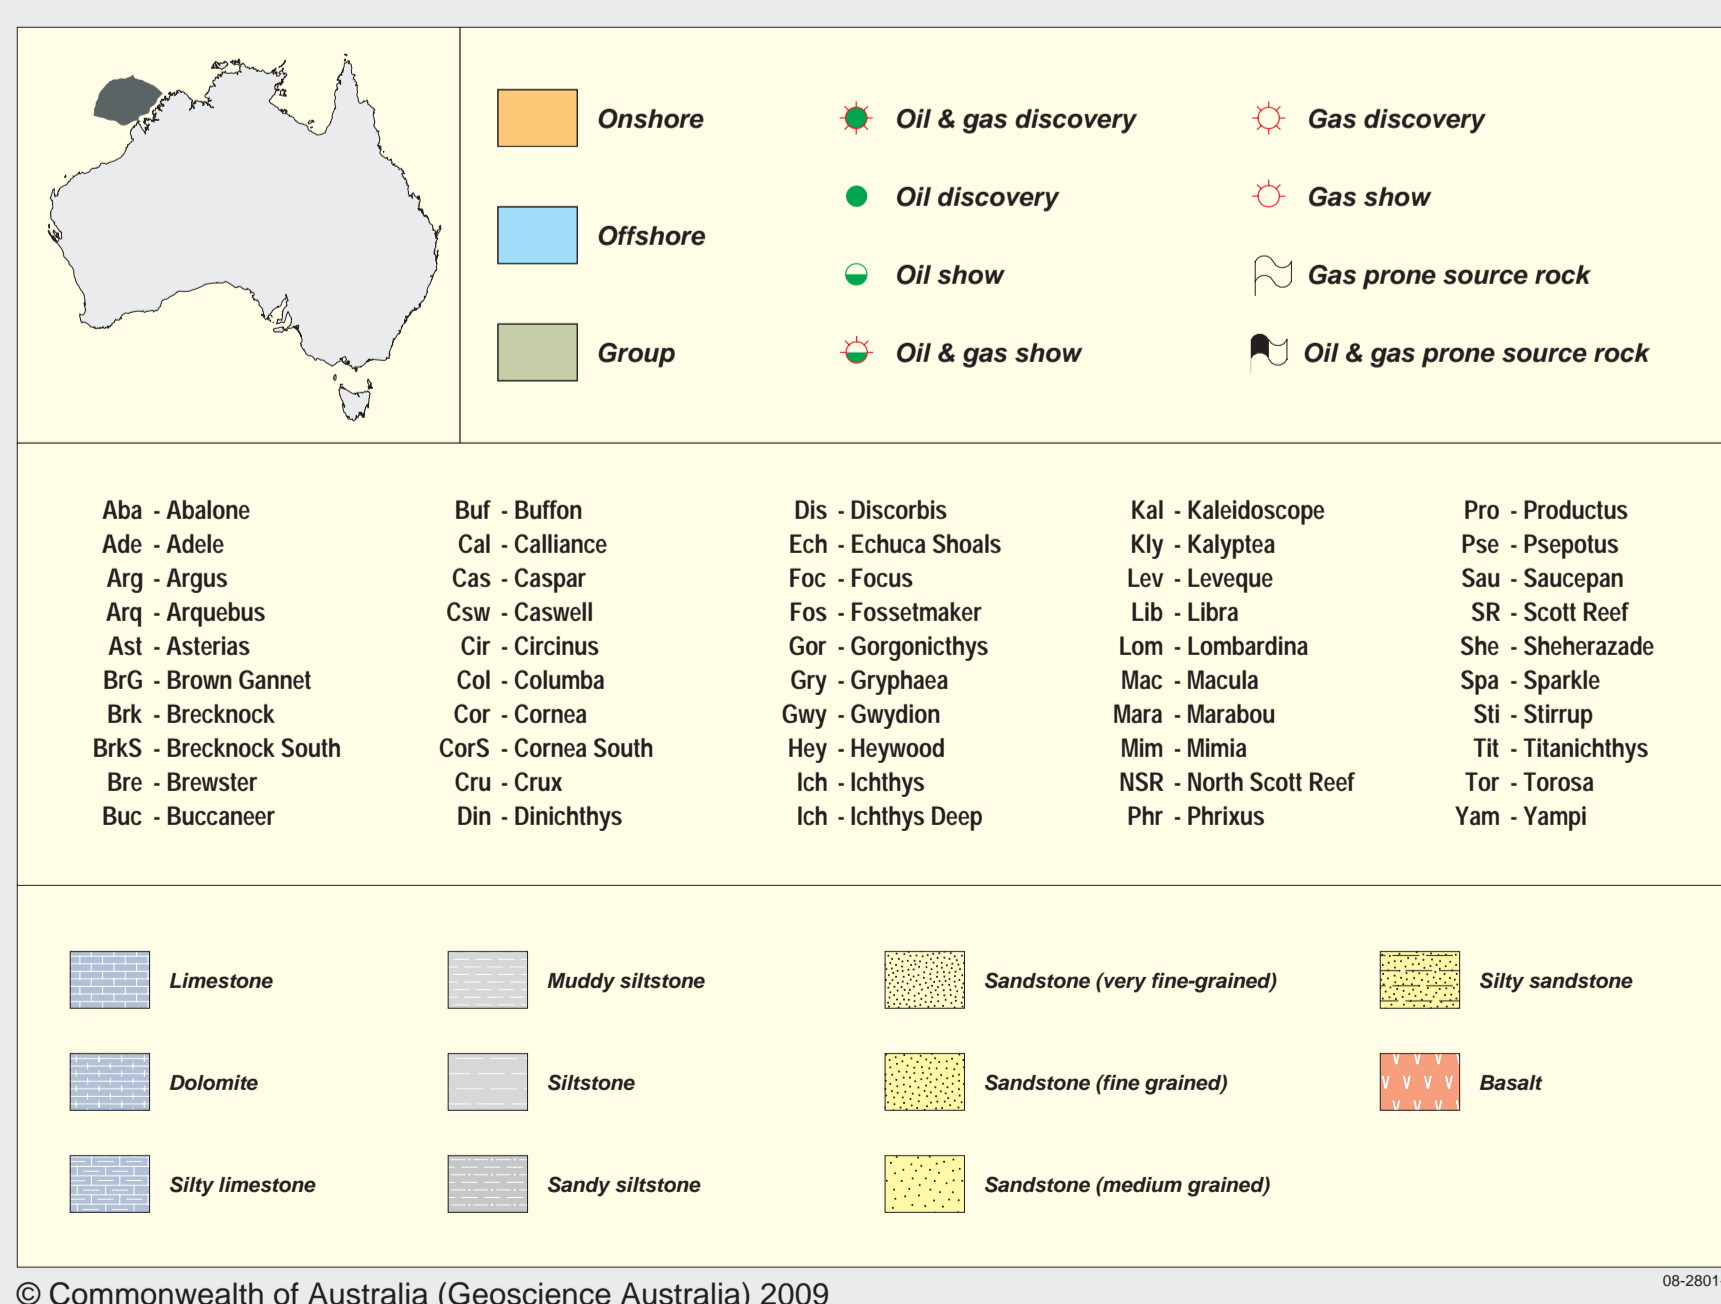 Onshore
Oil & gas discovery
Gas discovery
Oil discovery
Gas show
Offshore
Oil show
Gas prone source rock
Group
Oil & gas show
Oil & gas prone source rock
Aba - Abalone
Ade - Adele
Arg - Argus
Arq - Arquebus
Ast - Asterias
BrG - Brown Gannet
Brk - Brecknock
BrkS - Brecknock South
Bre - Brewster
Buc - Buccaneer
Buf - Buffon
Cal - Calliance
Cas - Caspar
Csw - Caswell
Cir - Circinus
Col - Columba
Cor - Cornea
CorS - Cornea South
Cru - Crux
Din - Dinichthys
Dis - Discorbis
Ech - Echuca Shoals
Foc - Focus
Fos - Fossetmaker
Gor - Gorgonicthys
Gry - Gryphaea
Gwy - Gwydion
Hey - Heywood
Ich - Ichthys
Ich - Ichthys Deep
Kal - Kaleidoscope
Kly - Kalyptea
Lev - Leveque
Lib - Libra
Lom - Lombardina
Mac - Macula
Mara - Marabou
Mim - Mimia
NSR - North Scott Reef
Phr - Phrixus
Pro - Productus
Pse - Psepotus
Sau - Saucepan
SR - Scott Reef
She - Sheherazade
Spa - Sparkle
Sti - Stirrup
Tit - Titanichthys
Tor - Torosa
Yam - Yampi
Limestone
Muddy siltstone
Sandstone (very fine-grained)
Silty sandstone
Dolomite
Siltstone
Sandstone (fine grained)
Basalt
Silty limestone
Sandy siltstone
Sandstone (medium grained)
© Commonwealth of Australia (Geoscience Australia) 2009
08-2801-